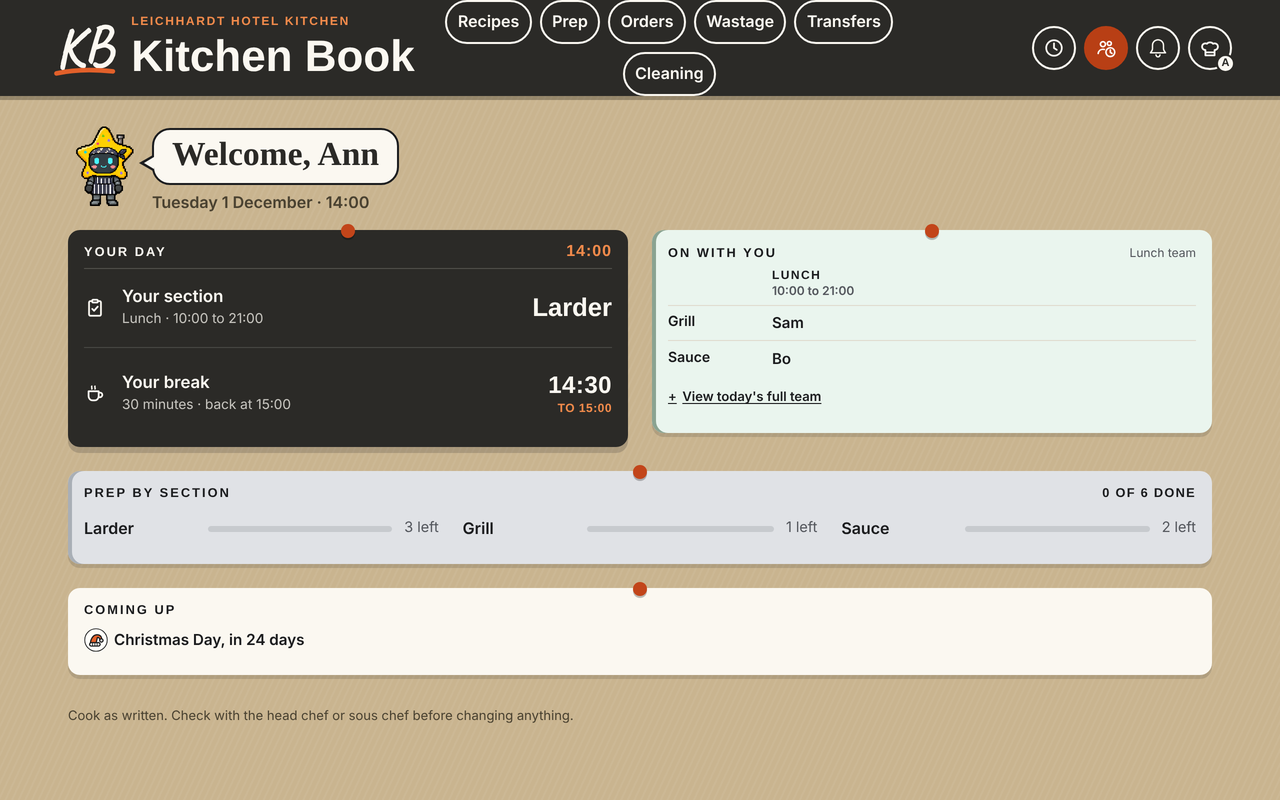 KB
LEICHHARDT HOTEL KITCHEN
Kitchen Book
Recipes Prep Orders Wastage Transfers
Cleaning
A
Welcome, Ann
Tuesday 1 December · 14:00
YOUR DAY 14:00
Your section
Lunch · 10:00 to 21:00
Larder
Your break
30 minutes · back at 15:00
14:30
TO 15:00
ON WITH YOU Lunch team
LUNCH
10:00 to 21:00
Grill Sam
Sauce Bo
+ View today's full team
PREP BY SECTION 0 OF 6 DONE
Larder 3 left Grill 1 left Sauce 2 left
COMING UP
Christmas Day, in 24 days
Cook as written. Check with the head chef or sous chef before changing anything.